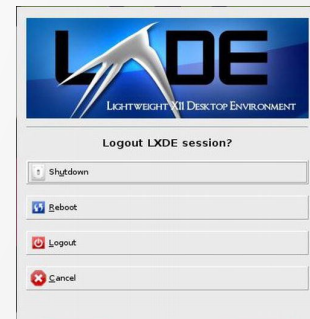 LXDE
Lightweight X11 Desktop Environment
Logout LXDE session?
Shutdown
Reboot
Logout
Cancel